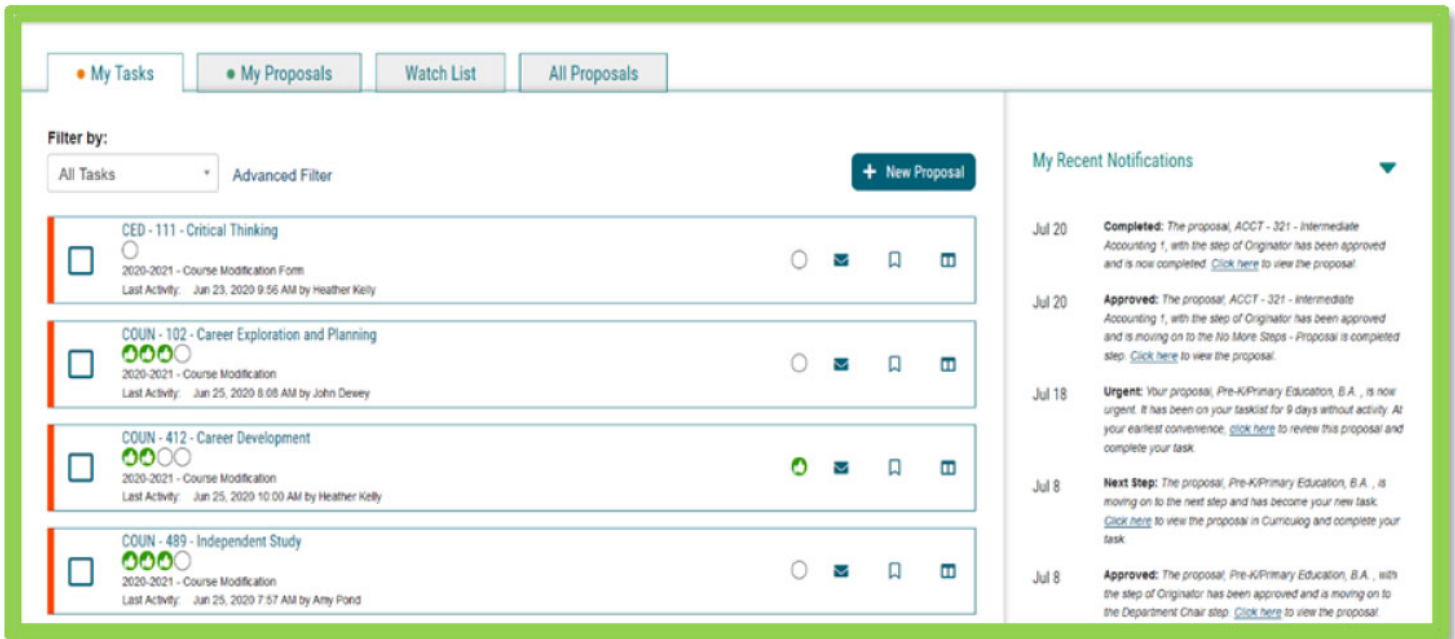 My Tasks
My Proposals
Watch List
All Proposals
Filter by:
All Tasks
Advanced Filter
+ New Proposal
CED - 111 - Critical Thinking
2020-2021 - Course Modification Form
Last Activity: Jun 23, 2020 9:56 AM by Heather Kelly
COUN - 102 - Career Exploration and Planning
2020-2021 - Course Modification
Last Activity: Jun 25, 2020 8:08 AM by John Dewey
COUN - 412 - Career Development
2020-2021 - Course Modification
Last Activity: Jun 25, 2020 10:00 AM by Heather Kelly
COUN - 489 - Independent Study
2020-2021 - Course Modification
Last Activity: Jun 25, 2020 7:57 AM by Amy Pond
My Recent Notifications
Jul 20
Completed: The proposal, ACCT - 321 - Intermediate
Accounting 1, with the step of Originator has been approved
and is now completed. Click here to view the proposal.
Jul 20
Approved: The proposal, ACCT - 321 - Intermediate
Accounting 1, with the step of Originator has been approved
and is moving on to the No More Steps - Proposal is completed
step. Click here to view the proposal.
Jul 18
Urgent: Your proposal, Pre-K/Primary Education, B.A. , is now
urgent. It has been on your tasklist for 9 days without activity. At
your earliest convenience, click here to review this proposal and
complete your task.
Jul 8
Next Step: The proposal, Pre-K/Primary Education, B.A. , is
moving on to the next step and has become your new task.
Click here to view the proposal in Curriculog and complete your
task.
Jul 8
Approved: The proposal, Pre-K/Primary Education, B.A. , with
the step of Originator has been approved and is moving on to
the Department Chair step. Click here to view the proposal.